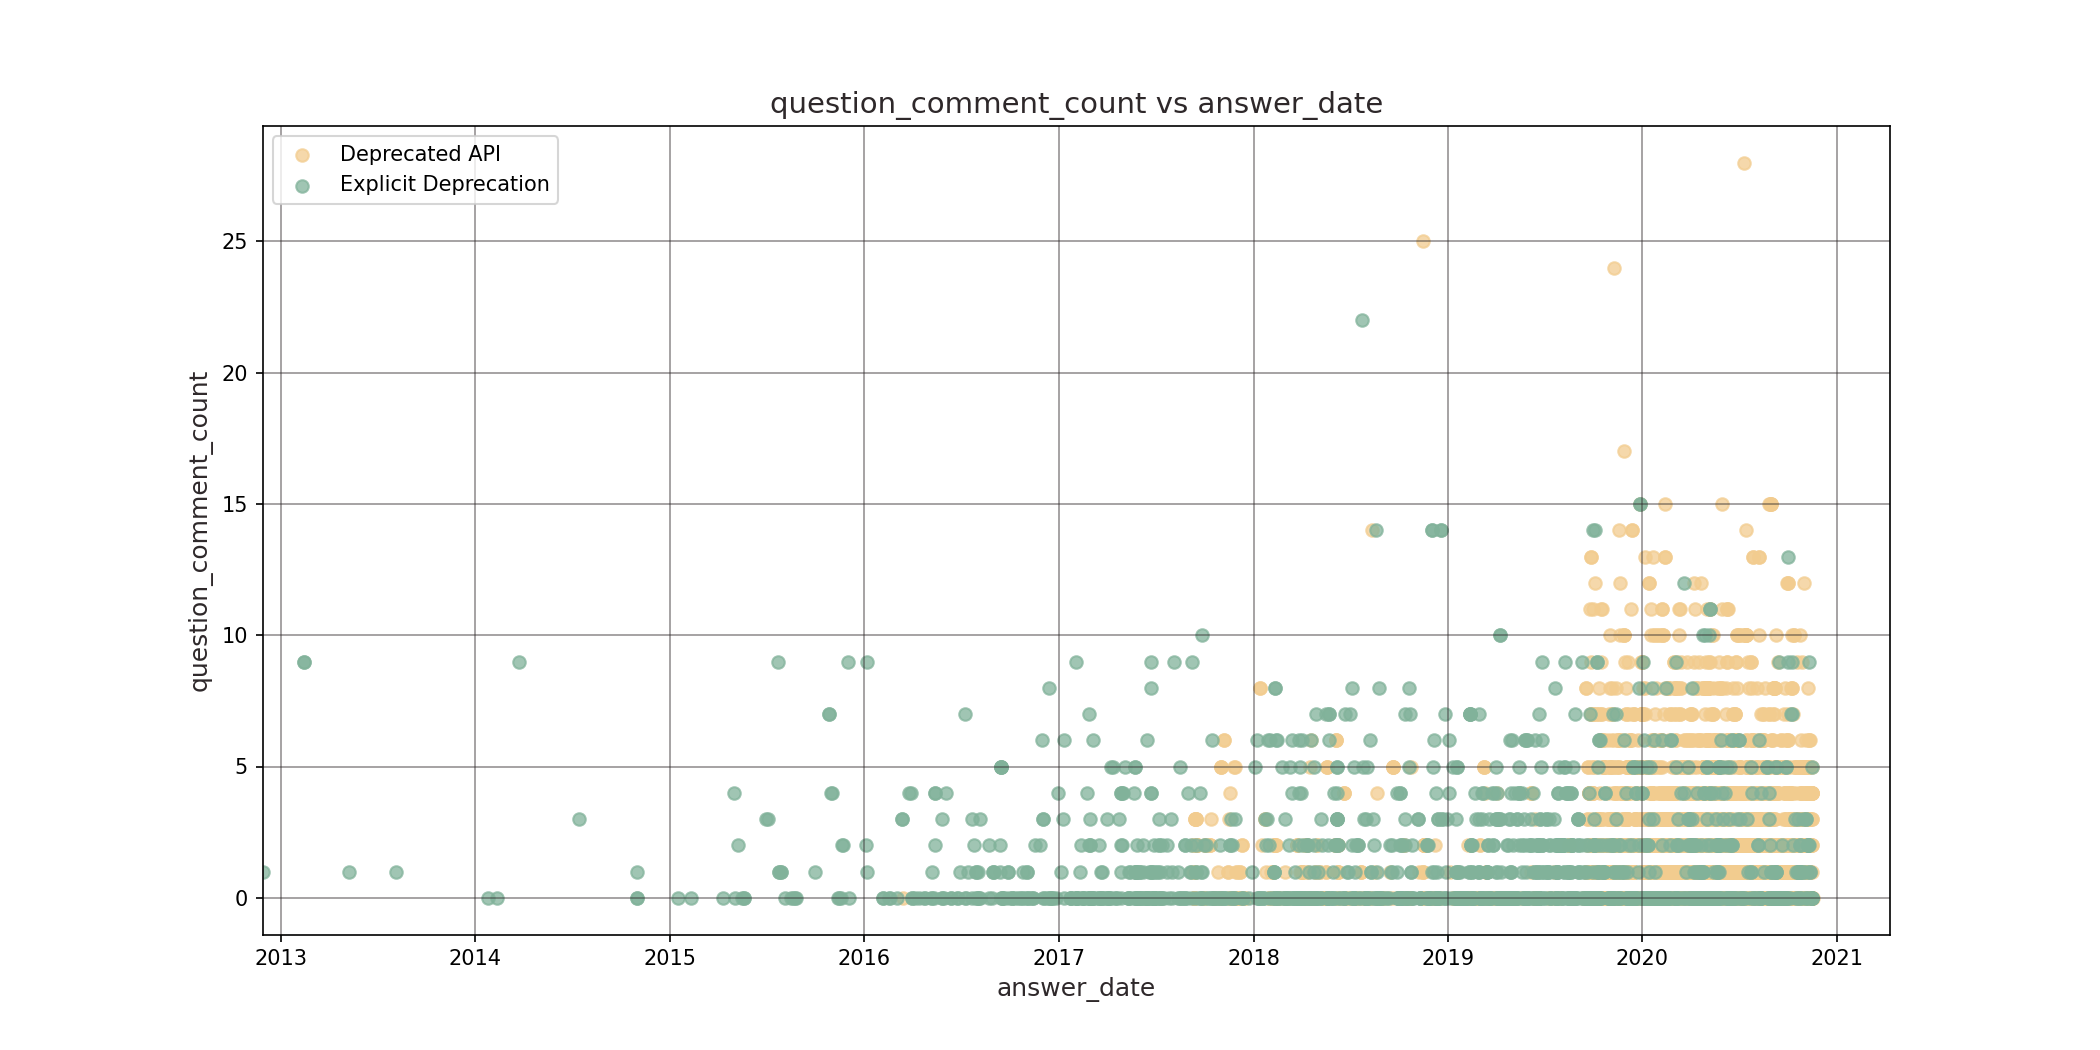 question_comment_count vs answer_date
Deprecated API
Explicit Deprecation
question_comment_count
25
20
15
10
5
0
2013 2014 2015 2016 2017 2018 2019 2020 2021
answer_date